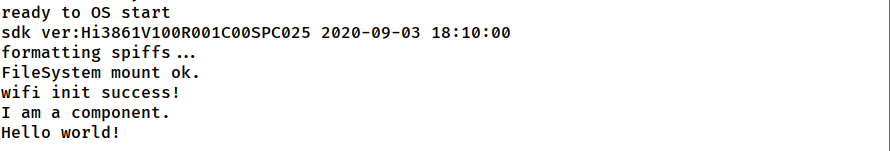 ready to OS start
sdk ver:Hi3861V100R001C00SPC025 2020-09-03 18:10:00
formatting spiffs...
FileSystem mount ok.
wifi init success!
I am a component.
Hello world!